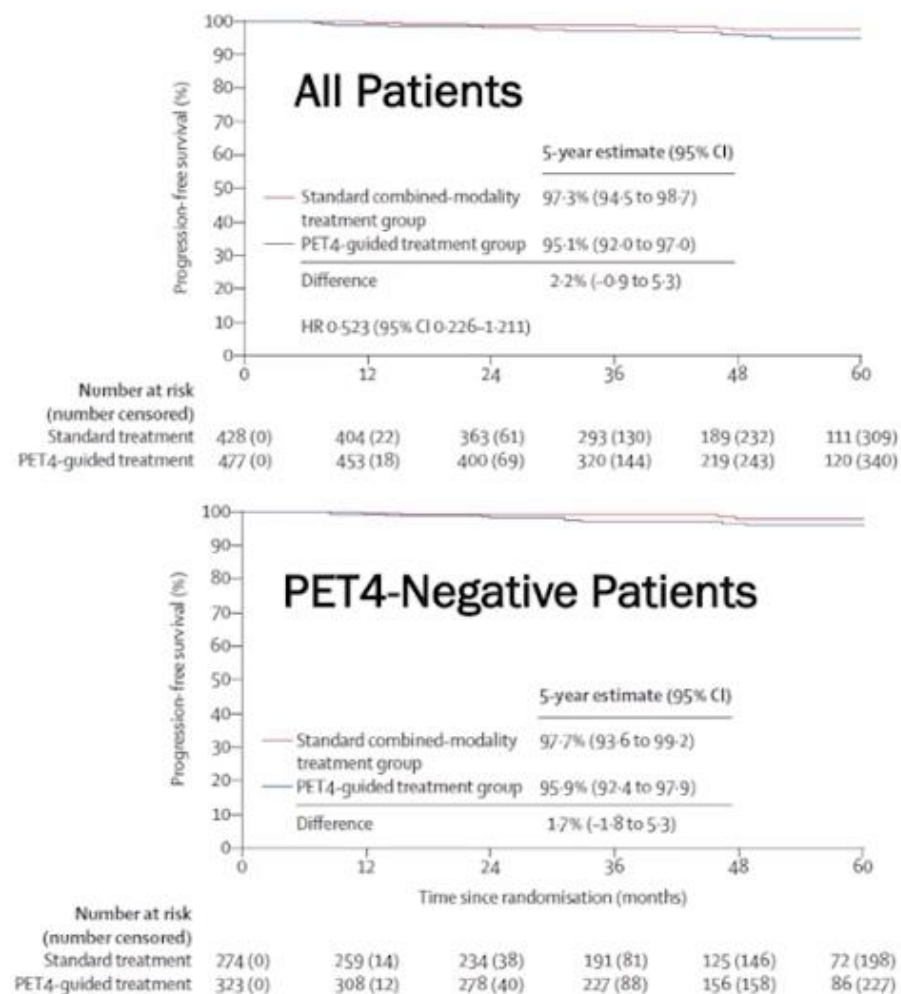 100
90
80
70
60
50
40
30
20
10
0
Progression-free survival (%)
All Patients
5-year estimate (95% CI)
Standard combined-modality treatment group 97·3% (94·5 to 98·7)
PET4-guided treatment group 95·1% (92·0 to 97·0)
Difference 2·2% (–0·9 to 5·3)
HR 0·523 (95% CI 0·226–1·211)
0 12 24 36 48 60
Number at risk
(number censored)
Standard treatment 428 (0) 404 (22) 363 (61) 293 (130) 189 (232) 111 (309)
PET4-guided treatment 477 (0) 453 (18) 400 (69) 320 (144) 219 (243) 120 (340)
100
90
80
70
60
50
40
30
20
10
0
Progression-free survival (%)
PET4-Negative Patients
5-year estimate (95% CI)
Standard combined-modality treatment group 97·7% (93·6 to 99·2)
PET4-guided treatment group 95·9% (92·4 to 97·9)
Difference 1·7% (–1·8 to 5·3)
0 12 24 36 48 60
Time since randomisation (months)
Number at risk
(number censored)
Standard treatment 274 (0) 259 (14) 234 (38) 191 (81) 125 (146) 72 (198)
PET4-guided treatment 323 (0) 308 (12) 278 (40) 227 (88) 156 (158) 86 (227)